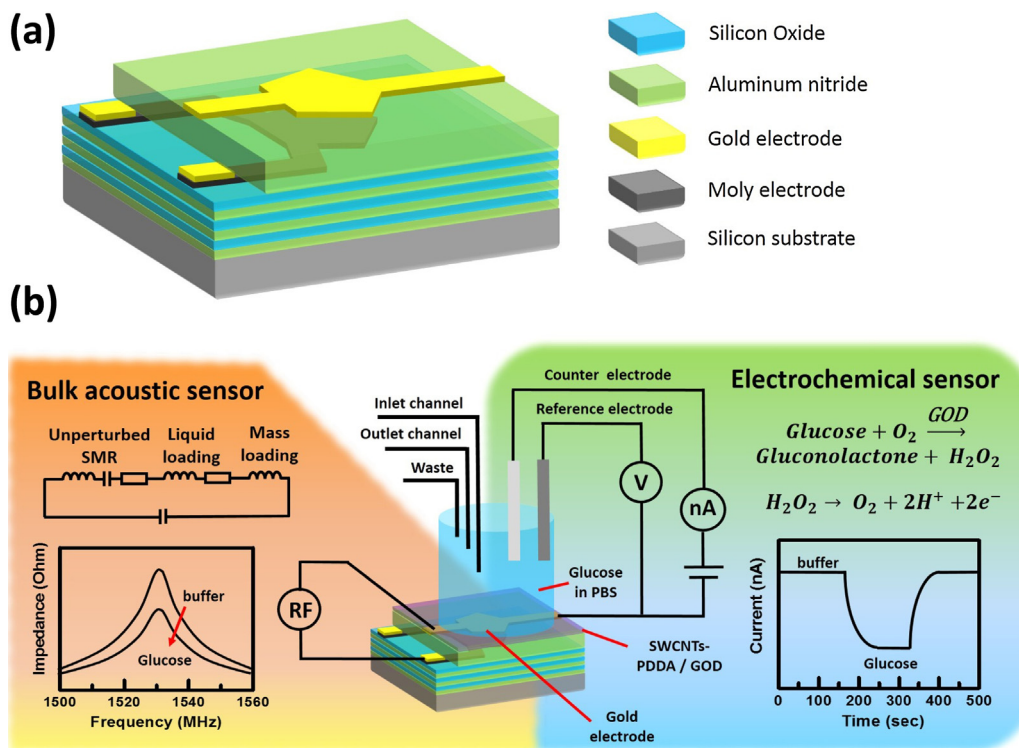 (a)
Silicon Oxide
Aluminum nitride
Gold electrode
Moly electrode
Silicon substrate
(b)
Bulk acoustic sensor
Unperturbed
SMR
Liquid
loading
Mass
loading
Impedance (Ohm)
buffer
Glucose
1500
1520
1540
1560
Frequency (MHz)
Inlet channel
Outlet channel
Waste
RF
Counter electrode
Reference electrode
V
nA
Glucose
in PBS
SWCNTs-
PDDA / GOD
Gold
electrode
Electrochemical sensor
GOD
Glucose + O₂ →
Gluconolactone + H₂O₂
H₂O₂ → O₂ + 2H⁺ +2e⁻
Current (nA)
buffer
Glucose
0
100
200
300
400
500
Time (sec)